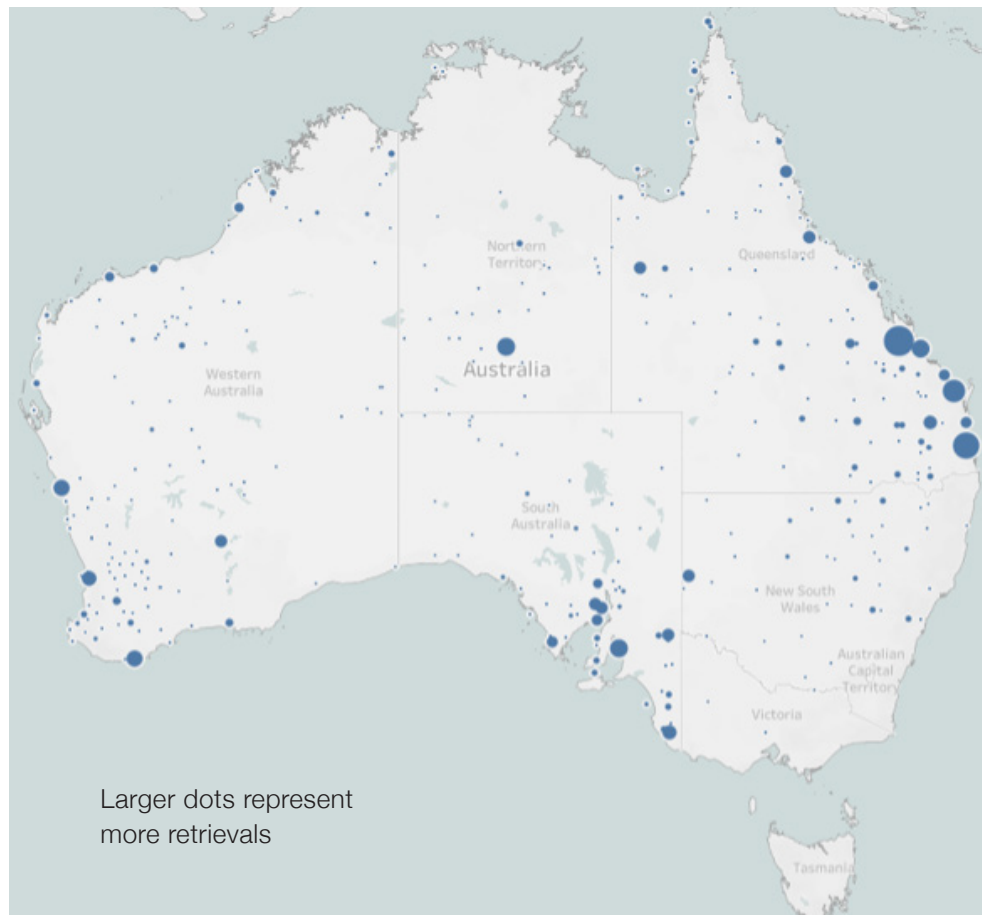 Northern
Territory
Queensland
Australia
Western
Australia
South
Australia
New South
Wales
Australian
Capital
Territory
Victoria
Larger dots represent
more retrievals
Tasmania